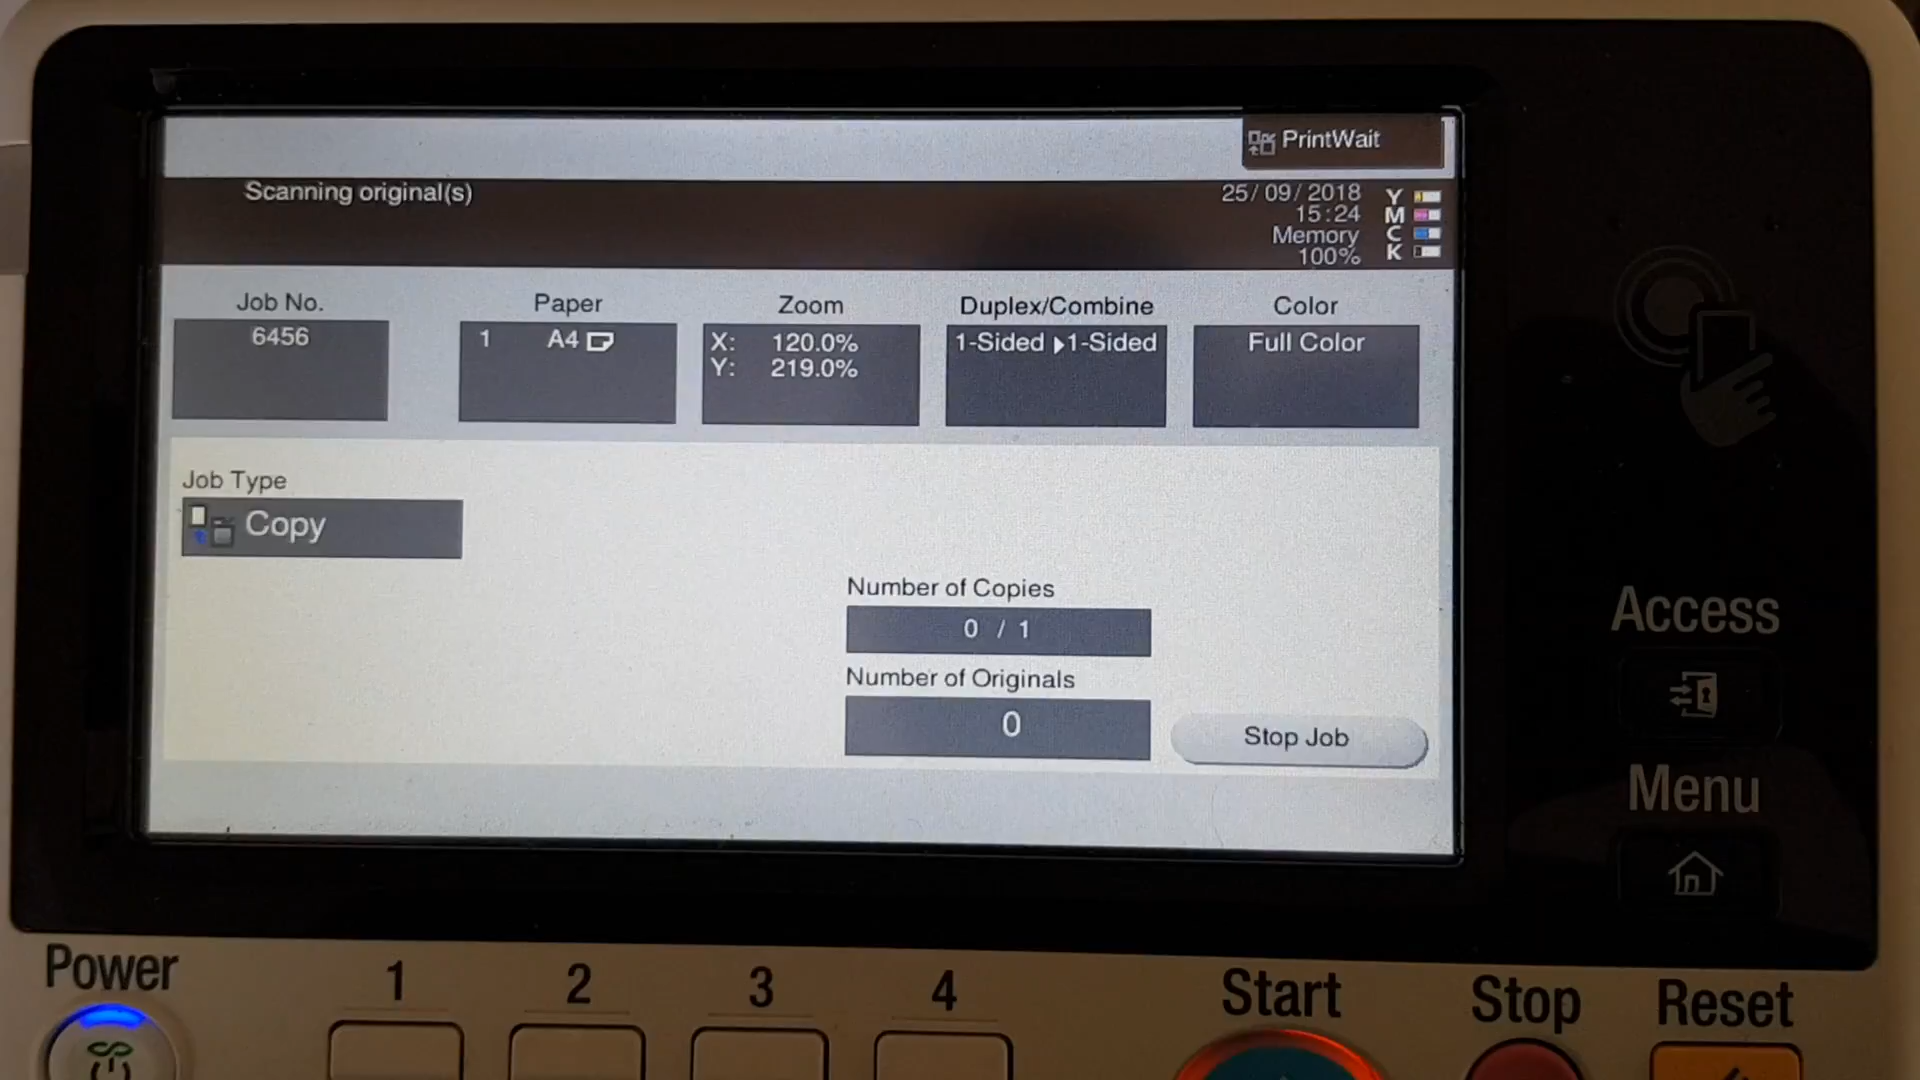 PrintWait
Scanning original(s)
25/09/2018
15:24
Memory
100%
Y
M
C
K
Job No.
6456
Paper
1 A4
Zoom
X: 120.0%
Y: 219.0%
Duplex/Combine
1-Sided ▶1-Sided
Color
Full Color
Job Type
Copy
Number of Copies
0 / 1
Number of Originals
0
Stop Job
Access
Menu
Power
1
2
3
4
Start
Stop
Reset